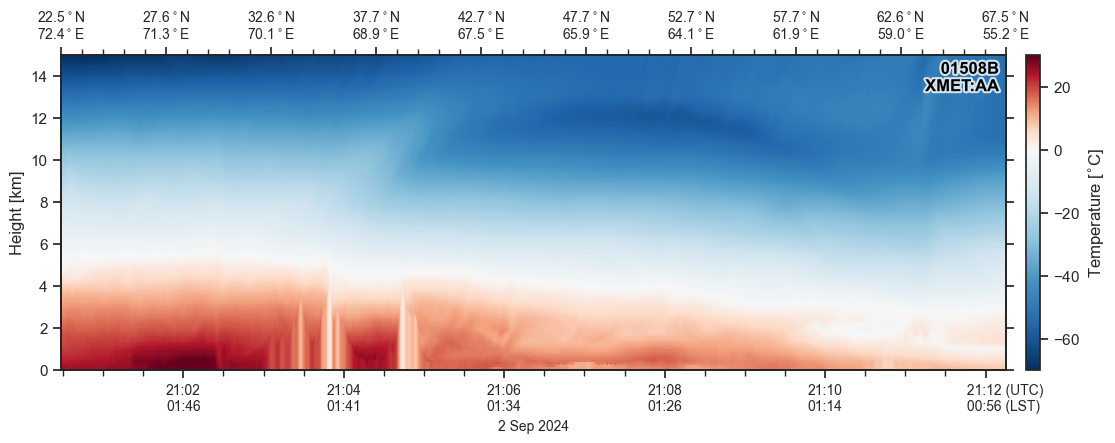 22.5°N 27.6°N 32.6°N 37.7°N 42.7°N 47.7°N 52.7°N 57.7°N 62.6°N 67.5°N
72.4°E 71.3°E 70.1°E 68.9°E 67.5°E 65.9°E 64.1°E 61.9°E 59.0°E 55.2°E
01508B
XMET:AA
14
12
10
8
6
4
2
0
Height [km]
20
0
−20
−40
−60
Temperature [°C]
21:02 21:04 21:06 21:08 21:10 21:12 (UTC)
01:46 01:41 01:34 01:26 01:14 00:56 (LST)
2 Sep 2024